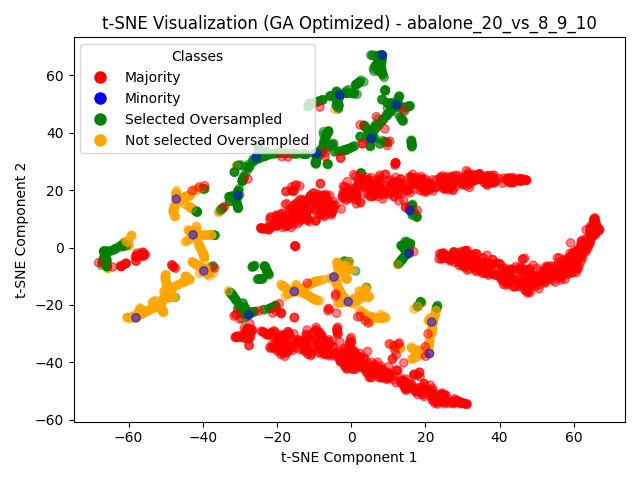 t-SNE Visualization (GA Optimized) - abalone_20_vs_8_9_10
Classes
Majority
Minority
Selected Oversampled
Not selected Oversampled
t-SNE Component 2
60
40
20
0
−20
−40
−60
−60 −40 −20 0 20 40 60
t-SNE Component 1